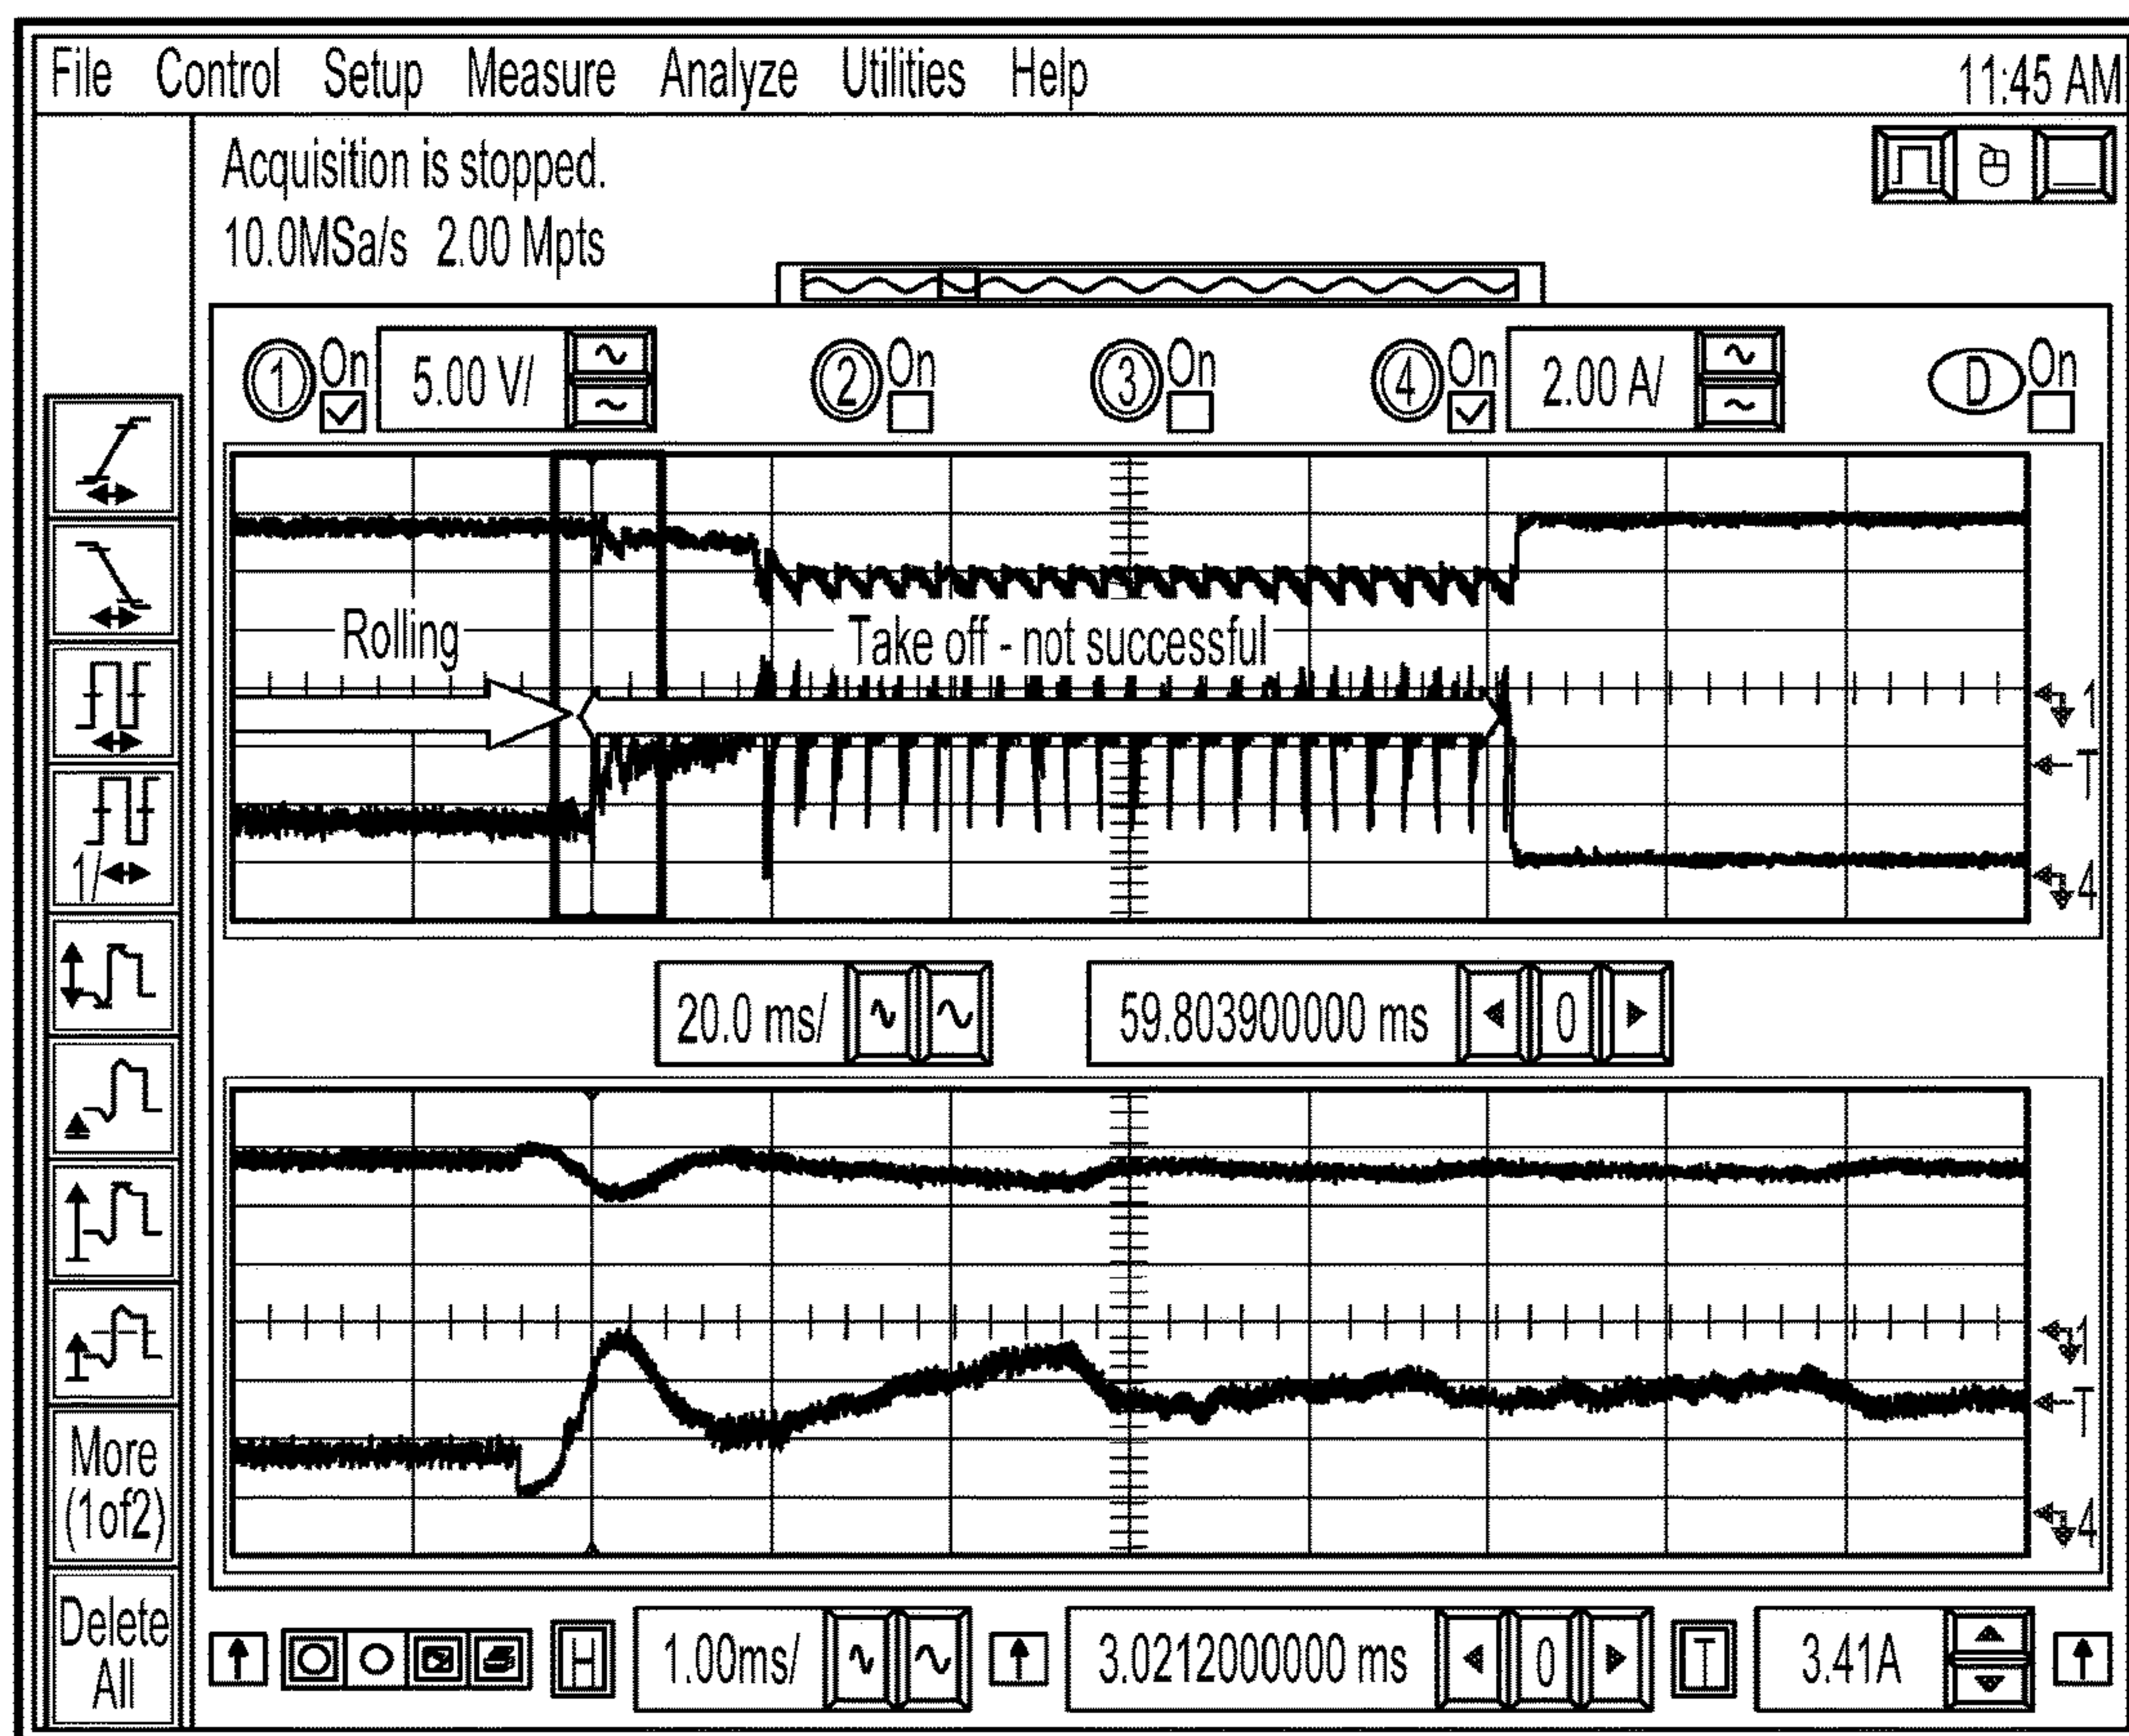 File Control Setup Measure Analyze Utilities Help 11:45 AM
Acquisition is stopped.
10.0MSa/s 2.00 Mpts
1 On 5.00 V/ 2 On 3 On 4 On 2.00 A/ D On
Rolling
Take off - not successful
1
T
4
1/
20.0 ms/ 59.803900000 ms 0
1
T
4
More
(1of2)
Delete
All
H 1.00ms/ 3.0212000000 ms 0 T 3.41A